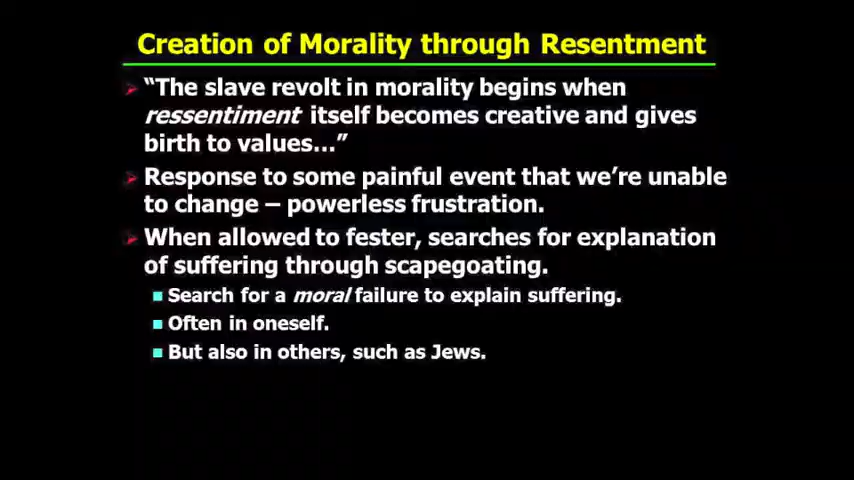 Creation of Morality through Resentment
“The slave revolt in morality begins when
ressentiment itself becomes creative and gives
birth to values…”
Response to some painful event that we’re unable
to change – powerless frustration.
When allowed to fester, searches for explanation
of suffering through scapegoating.
Search for a moral failure to explain suffering.
Often in oneself.
But also in others, such as Jews.